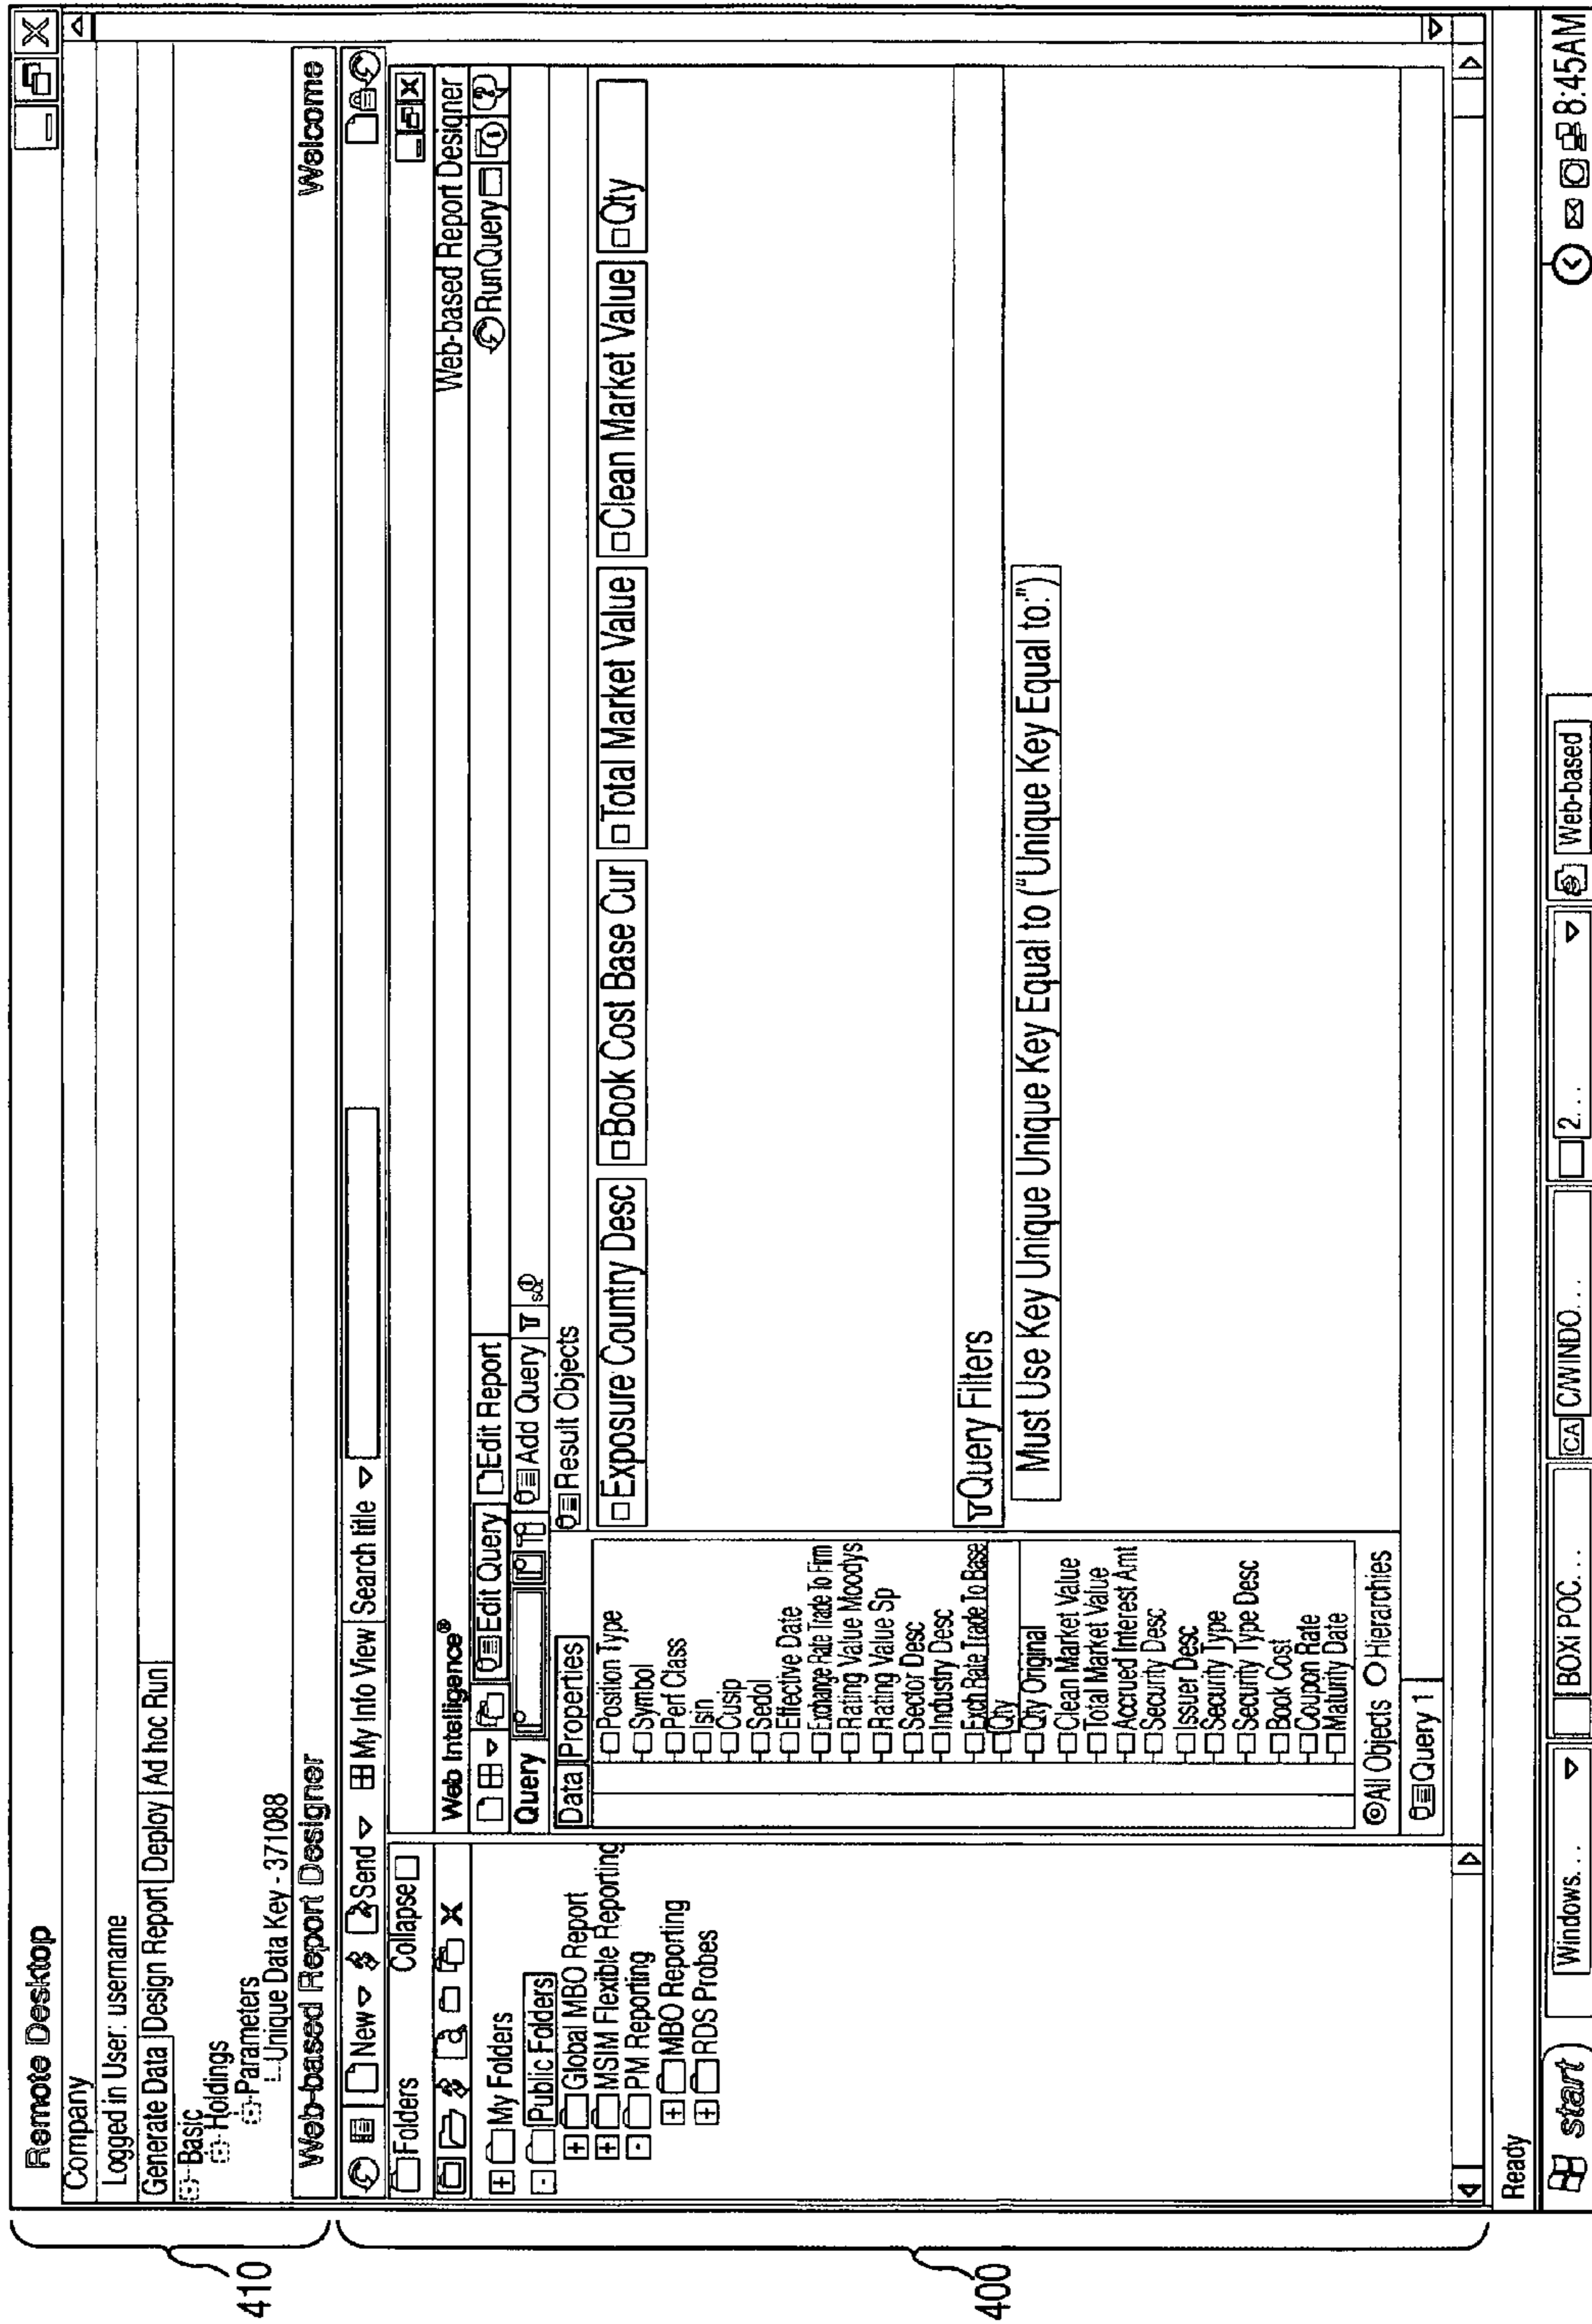 Remote Desktop
Company
Logged in User: username
Generate Data Design Report Deploy Ad hoc Run
Basic
Holdings
Parameters
Unique Data Key - 371088
Web-based Report Designer Welcome
New Send My Info View Search title
Folders Collapse
My Folders
Public Folders
Global MBO Report
MSIM Flexible Reporting
PM Reporting
MBO Reporting
RDS Probes
Web Intelligence® Web-based Report Designer
Edit Query Edit Report RunQuery
Query Add Query SQL
Data Properties
Position Type
Symbol
Perf Class
Isin
Cusip
Sedol
Effective Date
Exchange Rate Trade To Firm
Rating Value Moodys
Rating Value Sp
Sector Desc
Industry Desc
Exch Rate Trade To Base
Qty
Qty Original
Clean Market Value
Total Market Value
Accrued Interest Amt
Security Desc
Issuer Desc
Security Type
Security Type Desc
Book Cost
Coupon Rate
Maturity Date
All Objects Hierarchies
Query 1
Result Objects
Exposure Country Desc Book Cost Base Cur Total Market Value Clean Market Value Qty
Query Filters
Must Use Key Unique Unique Key Equal to ("Unique Key Equal to:")
Ready
start Windows... BOXi POC... CA C/WINDO... 2... Web-based 8:45AM
410
400